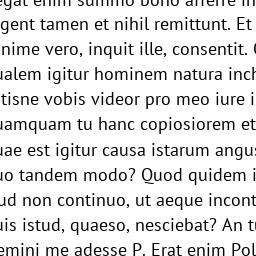 egat enim summo bono afferre in
gent tamen et nihil remittunt. Et
nime vero, inquit ille, consentit.
ualem igitur hominem natura inch
tisne vobis videor pro meo iure i
uamquam tu hanc copiosiorem et
uae est igitur causa istarum angus
uo tandem modo? Quod quidem i
ud non continuo, ut aeque incont
uis istud, quaeso, nesciebat? An tu
emini me adesse P. Erat enim Pol